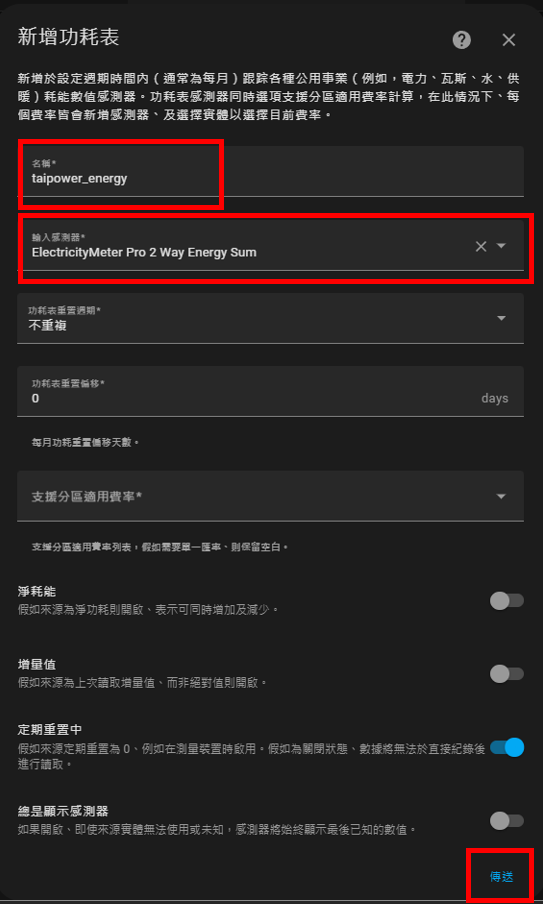 新增功耗表
新增於設定週期時間內（通常為每月）跟踪各種公用事業（例如，電力、瓦斯、水、供
暖）耗能數值感測器。功耗表感測器同時選項支援分區適用費率計算，在此情況下、每
個費率皆會新增感測器、及選擇實體以選擇目前費率。
名稱*
taipower_energy
輸入感測器*
ElectricityMeter Pro 2 Way Energy Sum
功耗表重置週期*
不重複
功耗表重置偏移*
0 days
每月功耗重置偏移天數。
支援分區適用費率*
支援分區適用費率列表，假如需要單一匯率、則保留空白。
淨耗能
假如來源為淨功耗則開啟、表示可同時增加及減少。
增量值
假如來源為上次讀取增量值、而非絕對值則開啟。
定期重置中
假如來源定期重置為 0、例如在測量裝置時啟用。假如為關閉狀態、數據將無法於直接紀錄後
進行讀取。
總是顯示感測器
如果開啟、即使來源實體無法使用或未知，感測器將始終顯示最後已知的數值。
傳送